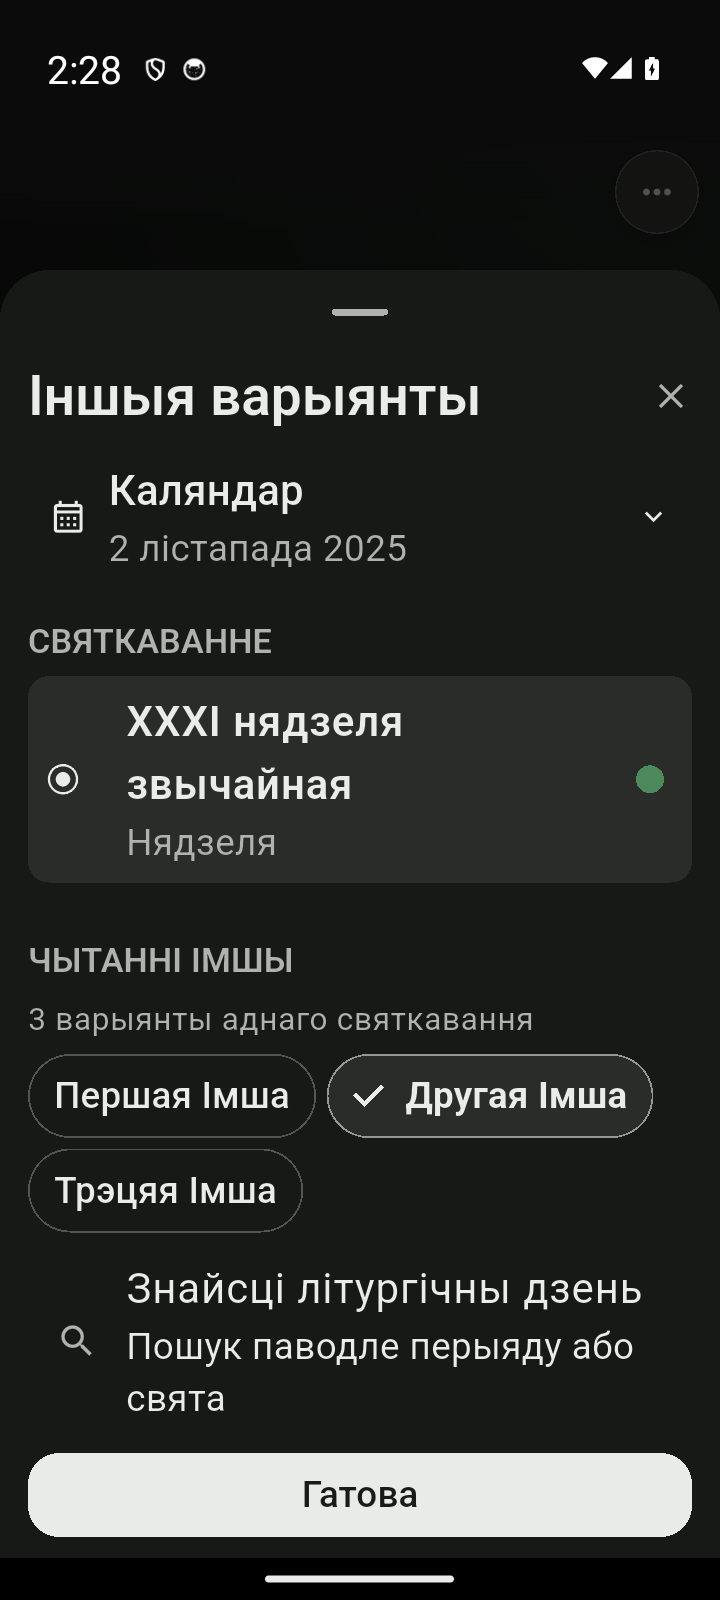 2:28
Іншыя варыянты
Каляндар
2 лістапада 2025
СВЯТКАВАННЕ
XXXI нядзеля
звычайная
Нядзеля
ЧЫТАННІ ІМШЫ
3 варыянты аднаго святкавання
Першая Імша
Другая Імша
Трэцяя Імша
Знайсці літургічны дзень
Пошук паводле перыяду або
свята
Гатова